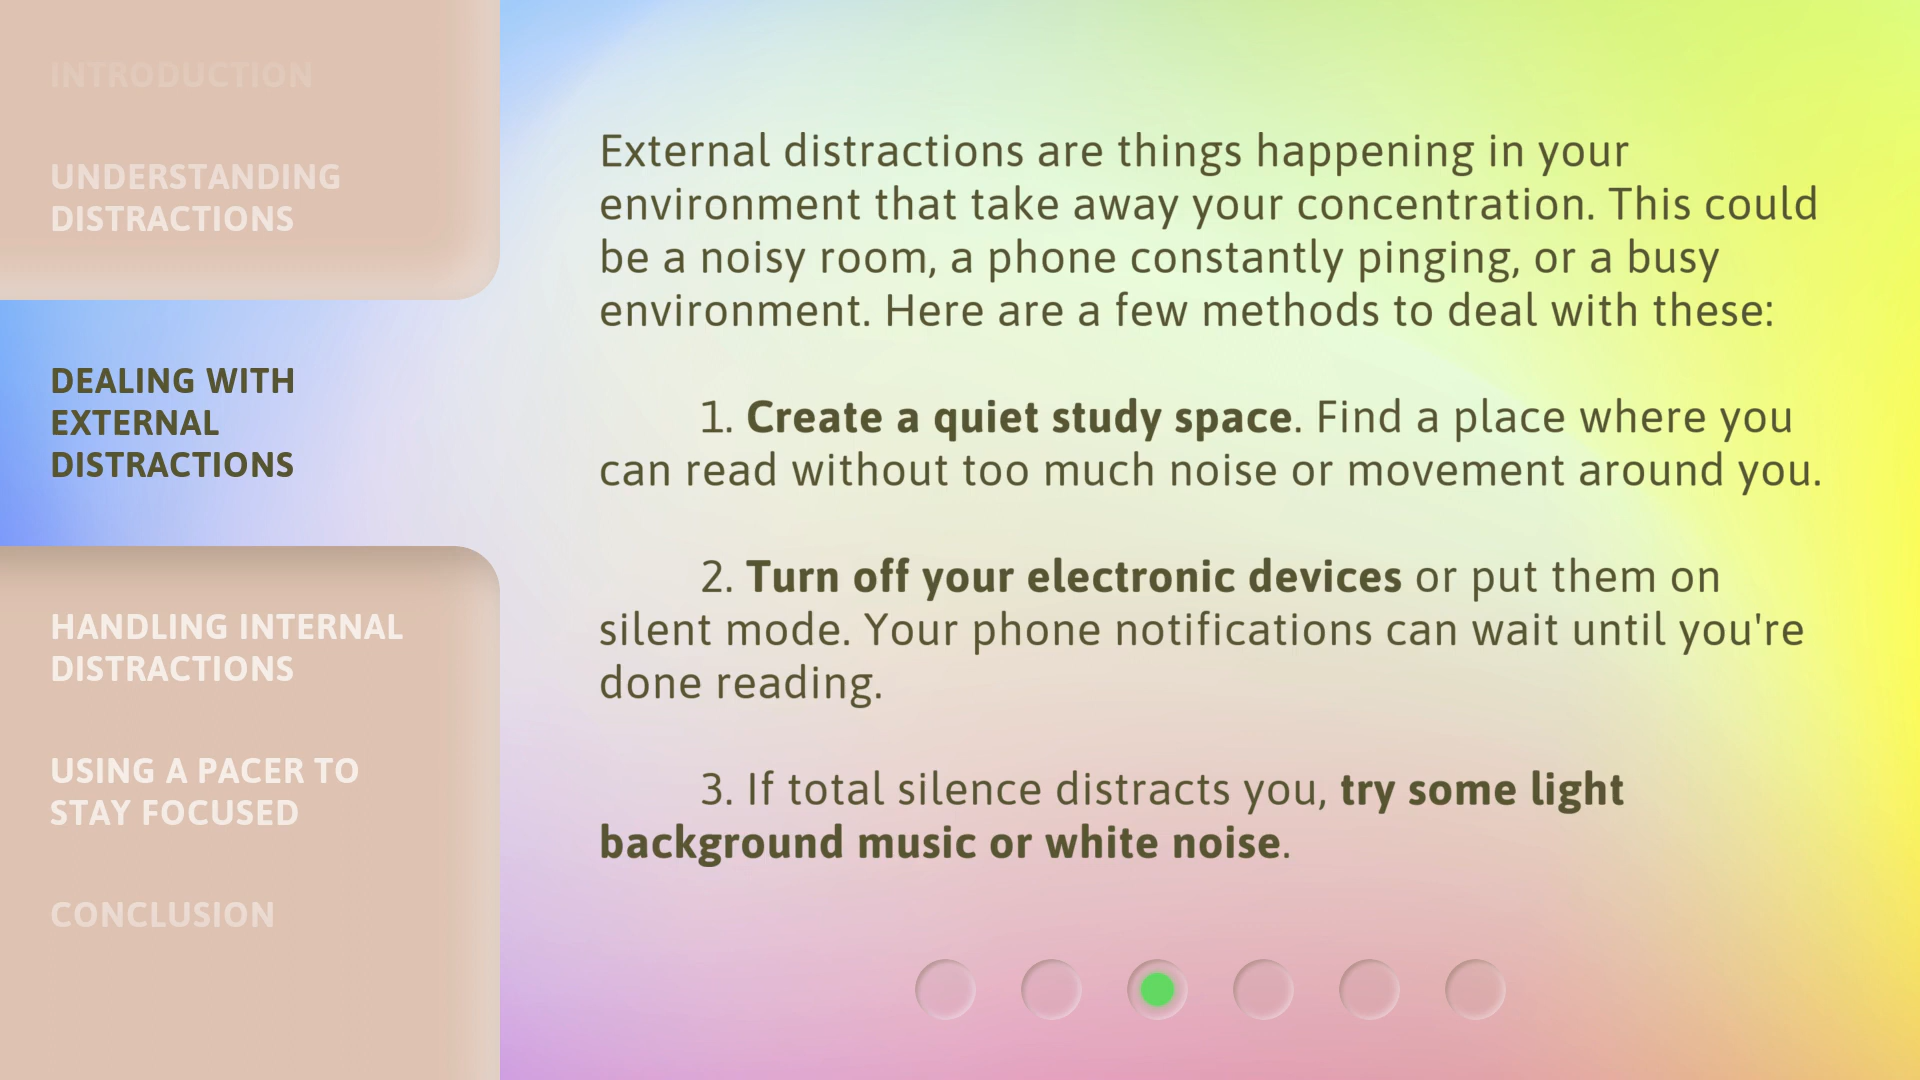 INTRODUCTION
UNDERSTANDING
DISTRACTIONS
DEALING WITH
EXTERNAL
DISTRACTIONS
HANDLING INTERNAL
DISTRACTIONS
USING A PACER TO
STAY FOCUSED
CONCLUSION
External distractions are things happening in your
environment that take away your concentration. This could
be a noisy room, a phone constantly pinging, or a busy
environment. Here are a few methods to deal with these:
1. Create a quiet study space. Find a place where you
can read without too much noise or movement around you.
2. Turn off your electronic devices or put them on
silent mode. Your phone notifications can wait until you're
done reading.
3. If total silence distracts you, try some light
background music or white noise.